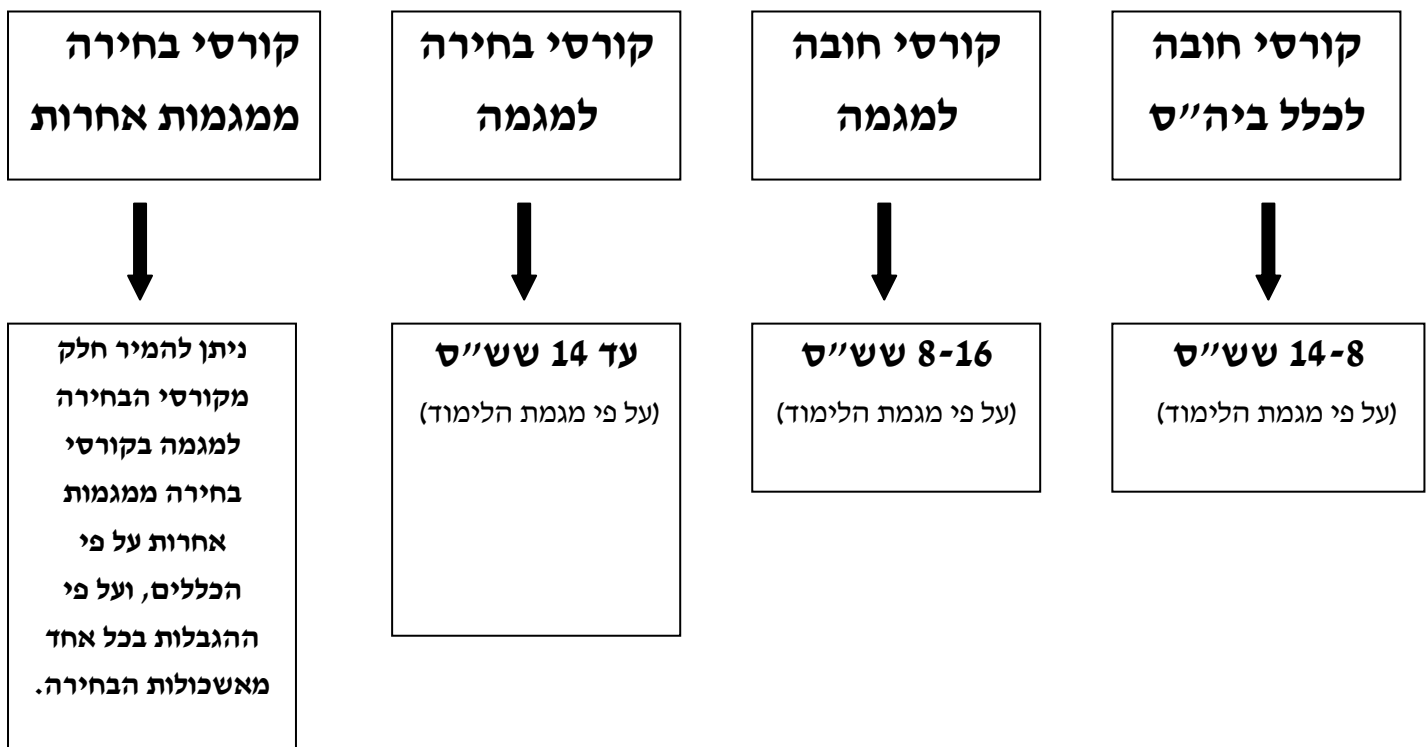 קורסי חובה
לכלל ביה״ס
קורסי חובה
למגמה
קורסי בחירה
למגמה
קורסי בחירה
ממגמות אחרות
14-8 שש״ס
(על פי מגמת הלימוד)
8-16 שש״ס
(על פי מגמת הלימוד)
עד 14 שש״ס
(על פי מגמת הלימוד)
ניתן להמיר חלק
מקורסי הבחירה
למגמה בקורסי
בחירה ממגמות
אחרות על פי
הכללים, ועל פי
ההגבלות בכל אחד
מאשכולות הבחירה.